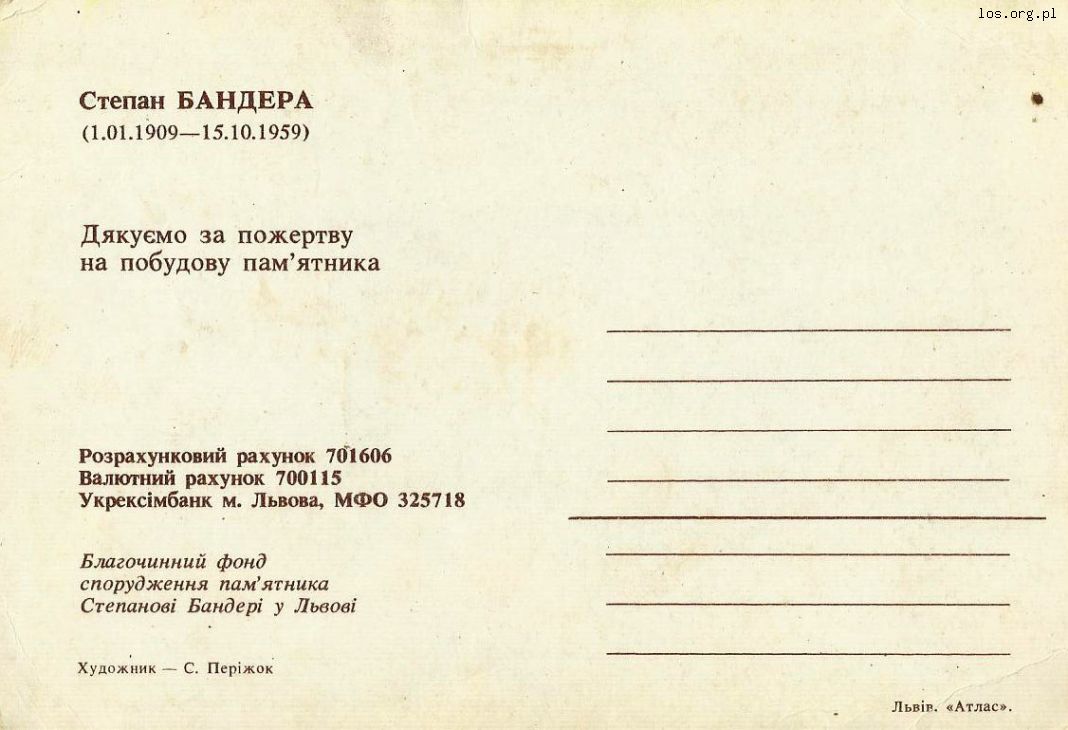 los.org.pl
Степан БАНДЕРА
(1.01.1909—15.10.1959)
Дякуємо за пожертву
на побудову пам’ятника
Розрахунковий рахунок 701606
Валютний рахунок 700115
Укрексімбанк м. Львова, МФО 325718
Благочинний фонд
спорудження пам’ятника
Степанові Бандері у Львові
Художник — С. Періжок
Львів. «Атлас».